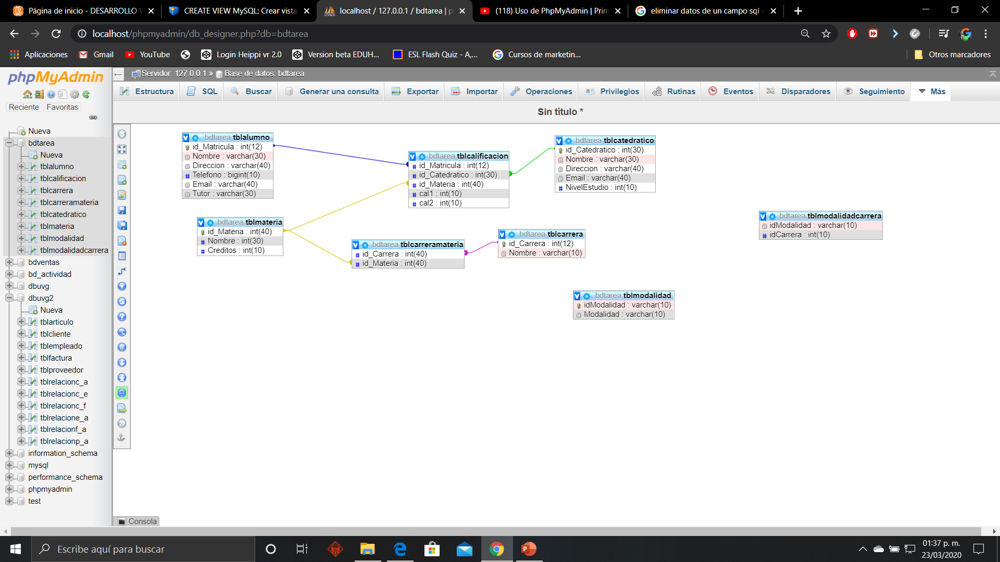 Página de inicio - DESARROLLO V
CREATE VIEW MySQL: Crear vista
localhost / 127.0.0.1 / bdtarea | p
(118) Uso de PhpMyAdmin | Prim
eliminar datos de un campo sql -
localhost/phpmyadmin/db_designer.php?db=bdtarea
Aplicaciones
Gmail
YouTube
Login Heippi vr 2.0
Version beta EDUH...
ESL Flash Quiz - A,...
Cursos de marketin...
Otros marcadores
phpMyAdmin
Reciente
Favoritas
Nueva
bdtarea
Nueva
tblalumno
tblcalificacion
tblcarrera
tblcarreramateria
tblcatedratico
tblmateria
tblmodalidad
tblmodalidadcarrera
bdventas
bd_actividad
dbuvg
dbuvg2
Nueva
tblarticulo
tblcliente
tblempleado
tblfactura
tblproveedor
tblrelacionc_a
tblrelacionc_e
tblrelacionc_f
tblrelacione_a
tblrelacionf_a
tblrelacionp_a
information_schema
mysql
performance_schema
phpmyadmin
test
Servidor: 127.0.0.1 » Base de datos: bdtarea
Estructura
SQL
Buscar
Generar una consulta
Exportar
Importar
Operaciones
Privilegios
Rutinas
Eventos
Disparadores
Seguimiento
Más
Sin título *
bdtarea tblalumno
id_Matricula : int(12)
Nombre : varchar(30)
Direccion : varchar(40)
Telefono : bigint(10)
Email : varchar(40)
Tutor : varchar(30)
bdtarea tblcalificacion
id_Matricula : int(12)
id_Catedratico : int(30)
id_Materia : int(40)
cal1 : int(10)
cal2 : int(10)
bdtarea tblcatedratico
id_Catedratico : int(30)
Nombre : varchar(30)
Direccion : varchar(40)
Email : varchar(40)
NivelEstudio : int(10)
bdtarea tblmateria
id_Materia : int(40)
Nombre : int(30)
Creditos : int(10)
bdtarea tblcarreramateria
id_Carrera : int(40)
id_Materia : int(40)
bdtarea tblcarrera
id_Carrera : int(12)
Nombre : varchar(10)
bdtarea tblmodalidadcarrera
idModalidad : varchar(10)
idCarrera : int(10)
bdtarea tblmodalidad
idModalidad : varchar(10)
Modalidad : varchar(10)
Consola
Escribe aquí para buscar
01:37 p. m.
23/03/2020